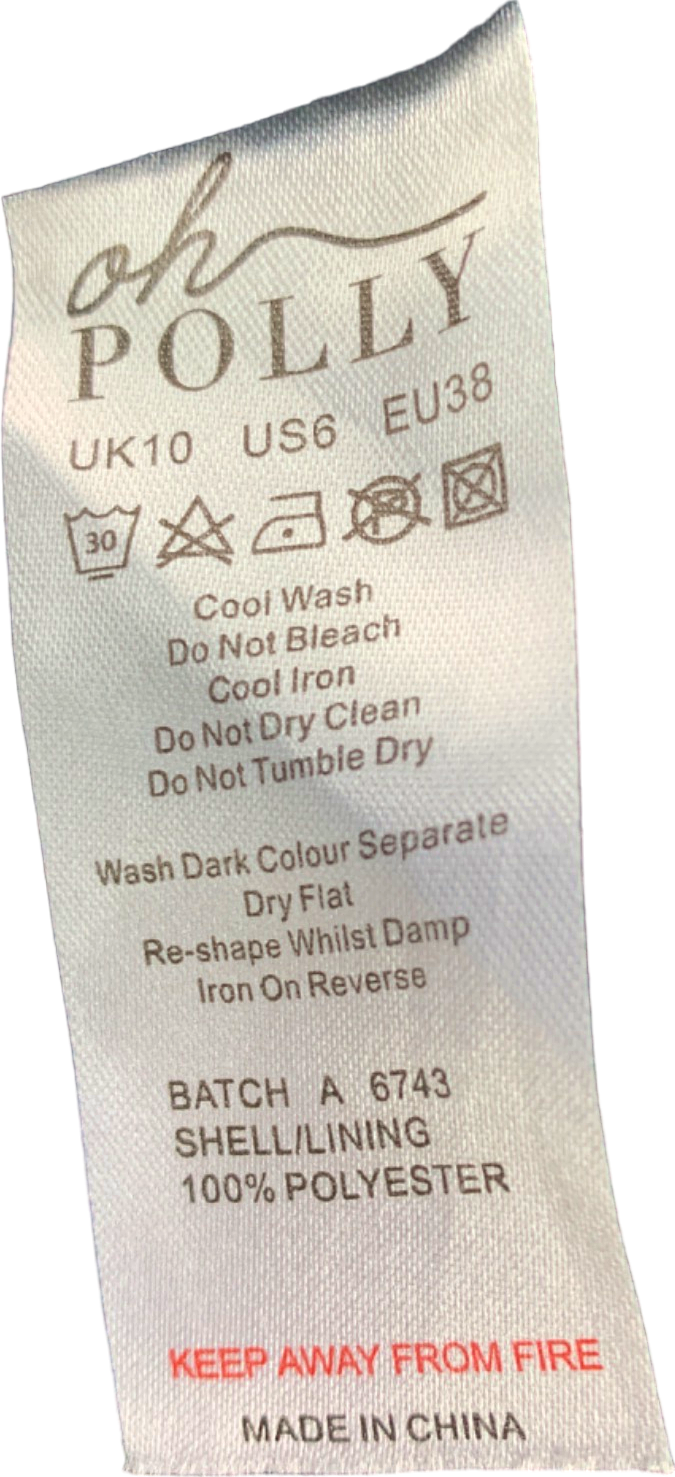 oh
POLLY
UK10 US6 EU38
30 P
Cool Wash
Do Not Bleach
Cool Iron
Do Not Dry Clean
Do Not Tumble Dry
Wash Dark Colour Separate
Dry Flat
Re-shape Whilst Damp
Iron On Reverse
BATCH A 6743
SHELL/LINING
100% POLYESTER
KEEP AWAY FROM FIRE
MADE IN CHINA